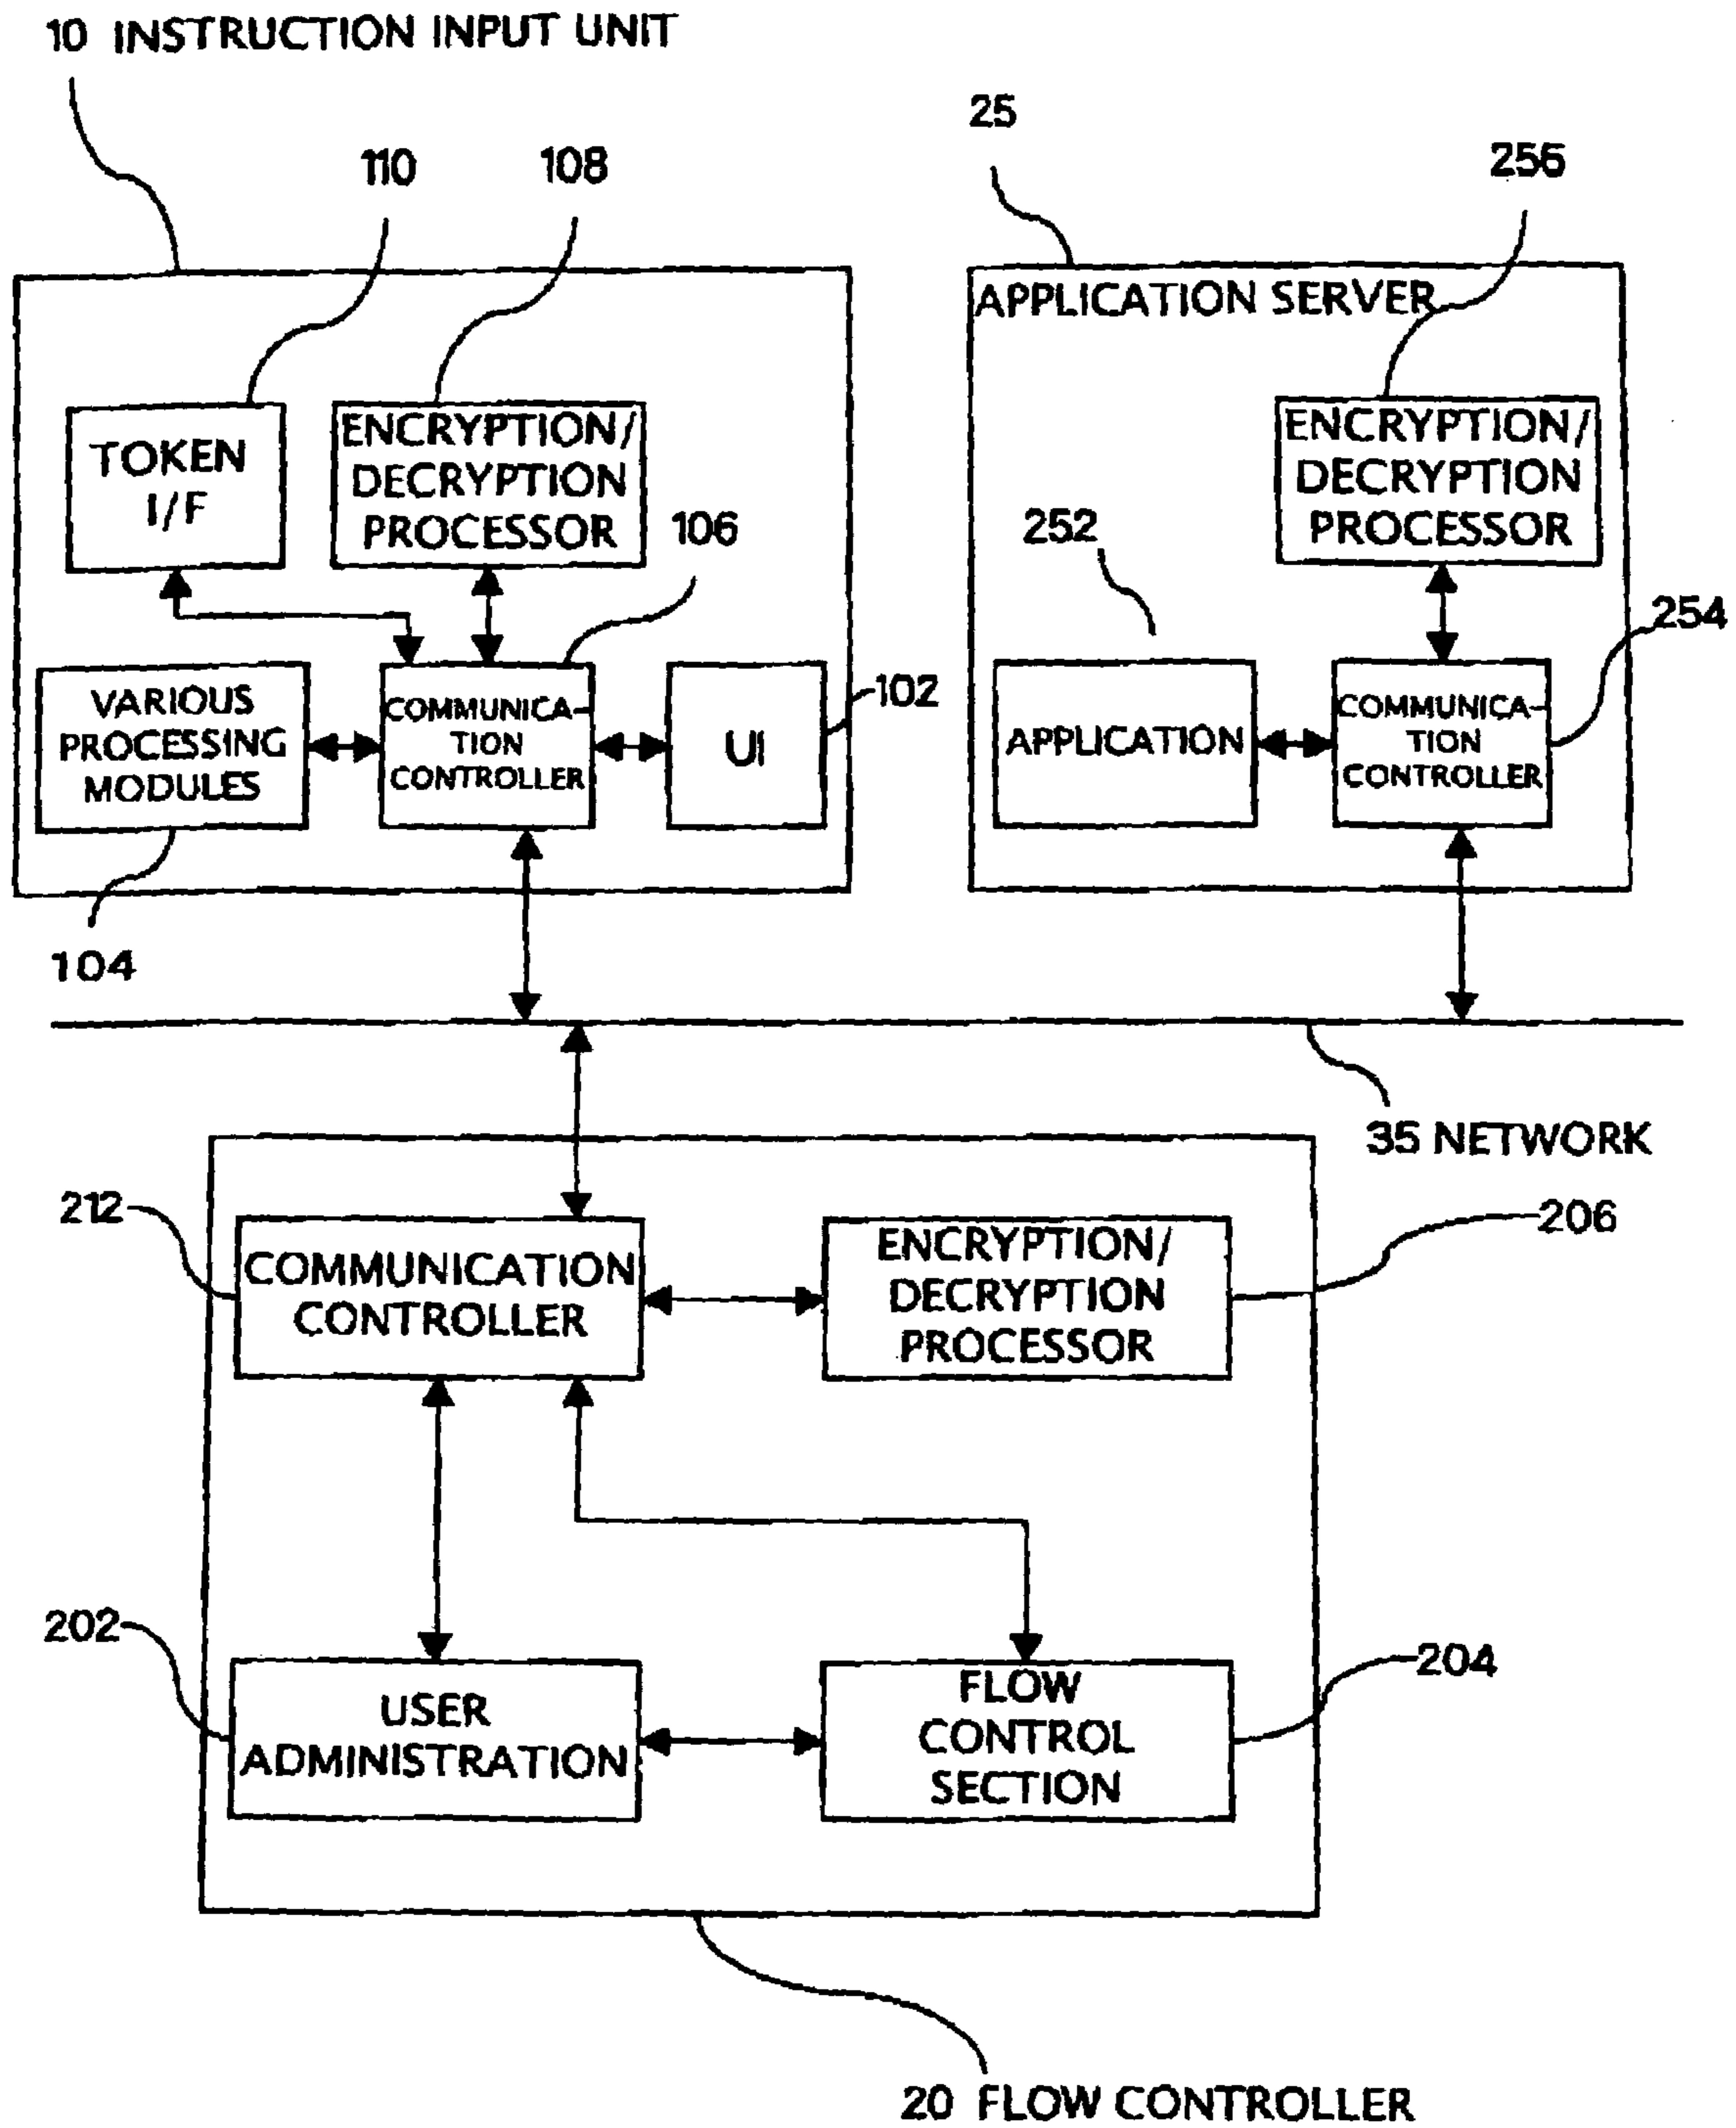 10 INSTRUCTION INPUT UNIT
110
108
TOKEN
I/F
ENCRYPTION/
DECRYPTION
PROCESSOR
106
VARIOUS
PROCESSING
MODULES
COMMUNICA-
TION
CONTROLLER
UI
102
104
25
256
APPLICATION SERVER
ENCRYPTION/
DECRYPTION
PROCESSOR
252
254
APPLICATION
COMMUNICA-
TION
CONTROLLER
35 NETWORK
212
COMMUNICATION
CONTROLLER
ENCRYPTION/
DECRYPTION
PROCESSOR
206
202
USER
ADMINISTRATION
FLOW
CONTROL
SECTION
204
20 FLOW CONTROLLER